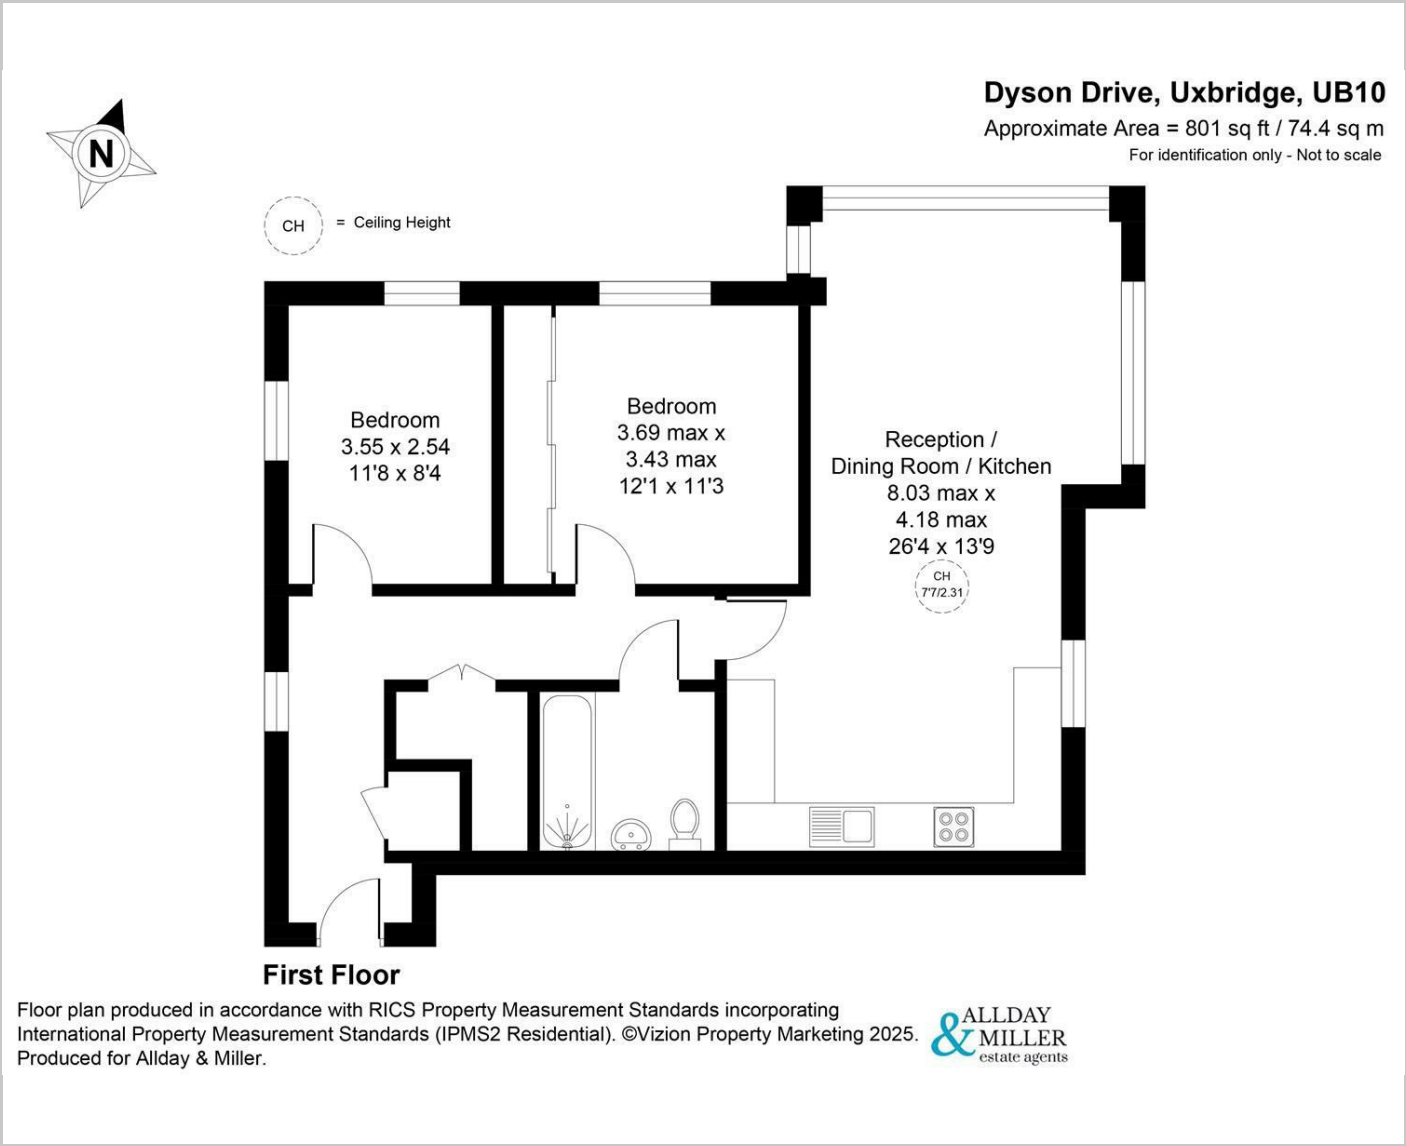 Dyson Drive, Uxbridge, UB10
Approximate Area = 801 sq ft / 74.4 sq m
For identification only - Not to scale
N
CH
= Ceiling Height
Bedroom
3.55 x 2.54
11'8 x 8'4
Bedroom
3.69 max x
3.43 max
12'1 x 11'3
Reception /
Dining Room / Kitchen
8.03 max x
4.18 max
26'4 x 13'9
CH
7'7/2.31
First Floor
Floor plan produced in accordance with RICS Property Measurement Standards incorporating
International Property Measurement Standards (IPMS2 Residential). ©Vizion Property Marketing 2025.
Produced for Allday & Miller.
ALLDAY
& MILLER
estate agents